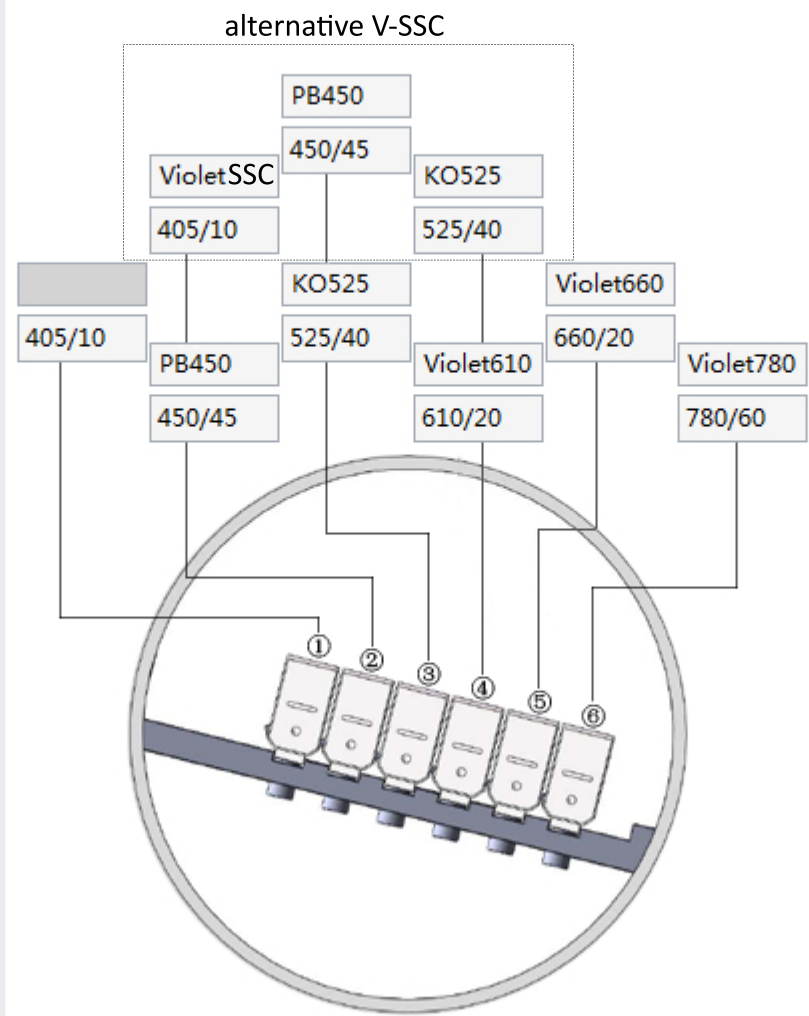 alternative V-SSC
PB450
450/45
VioletSSC
KO525
405/10
525/40
KO525
Violet660
405/10
525/40
660/20
PB450
Violet610
Violet780
450/45
610/20
780/60
①
②
③
④
⑤
⑥